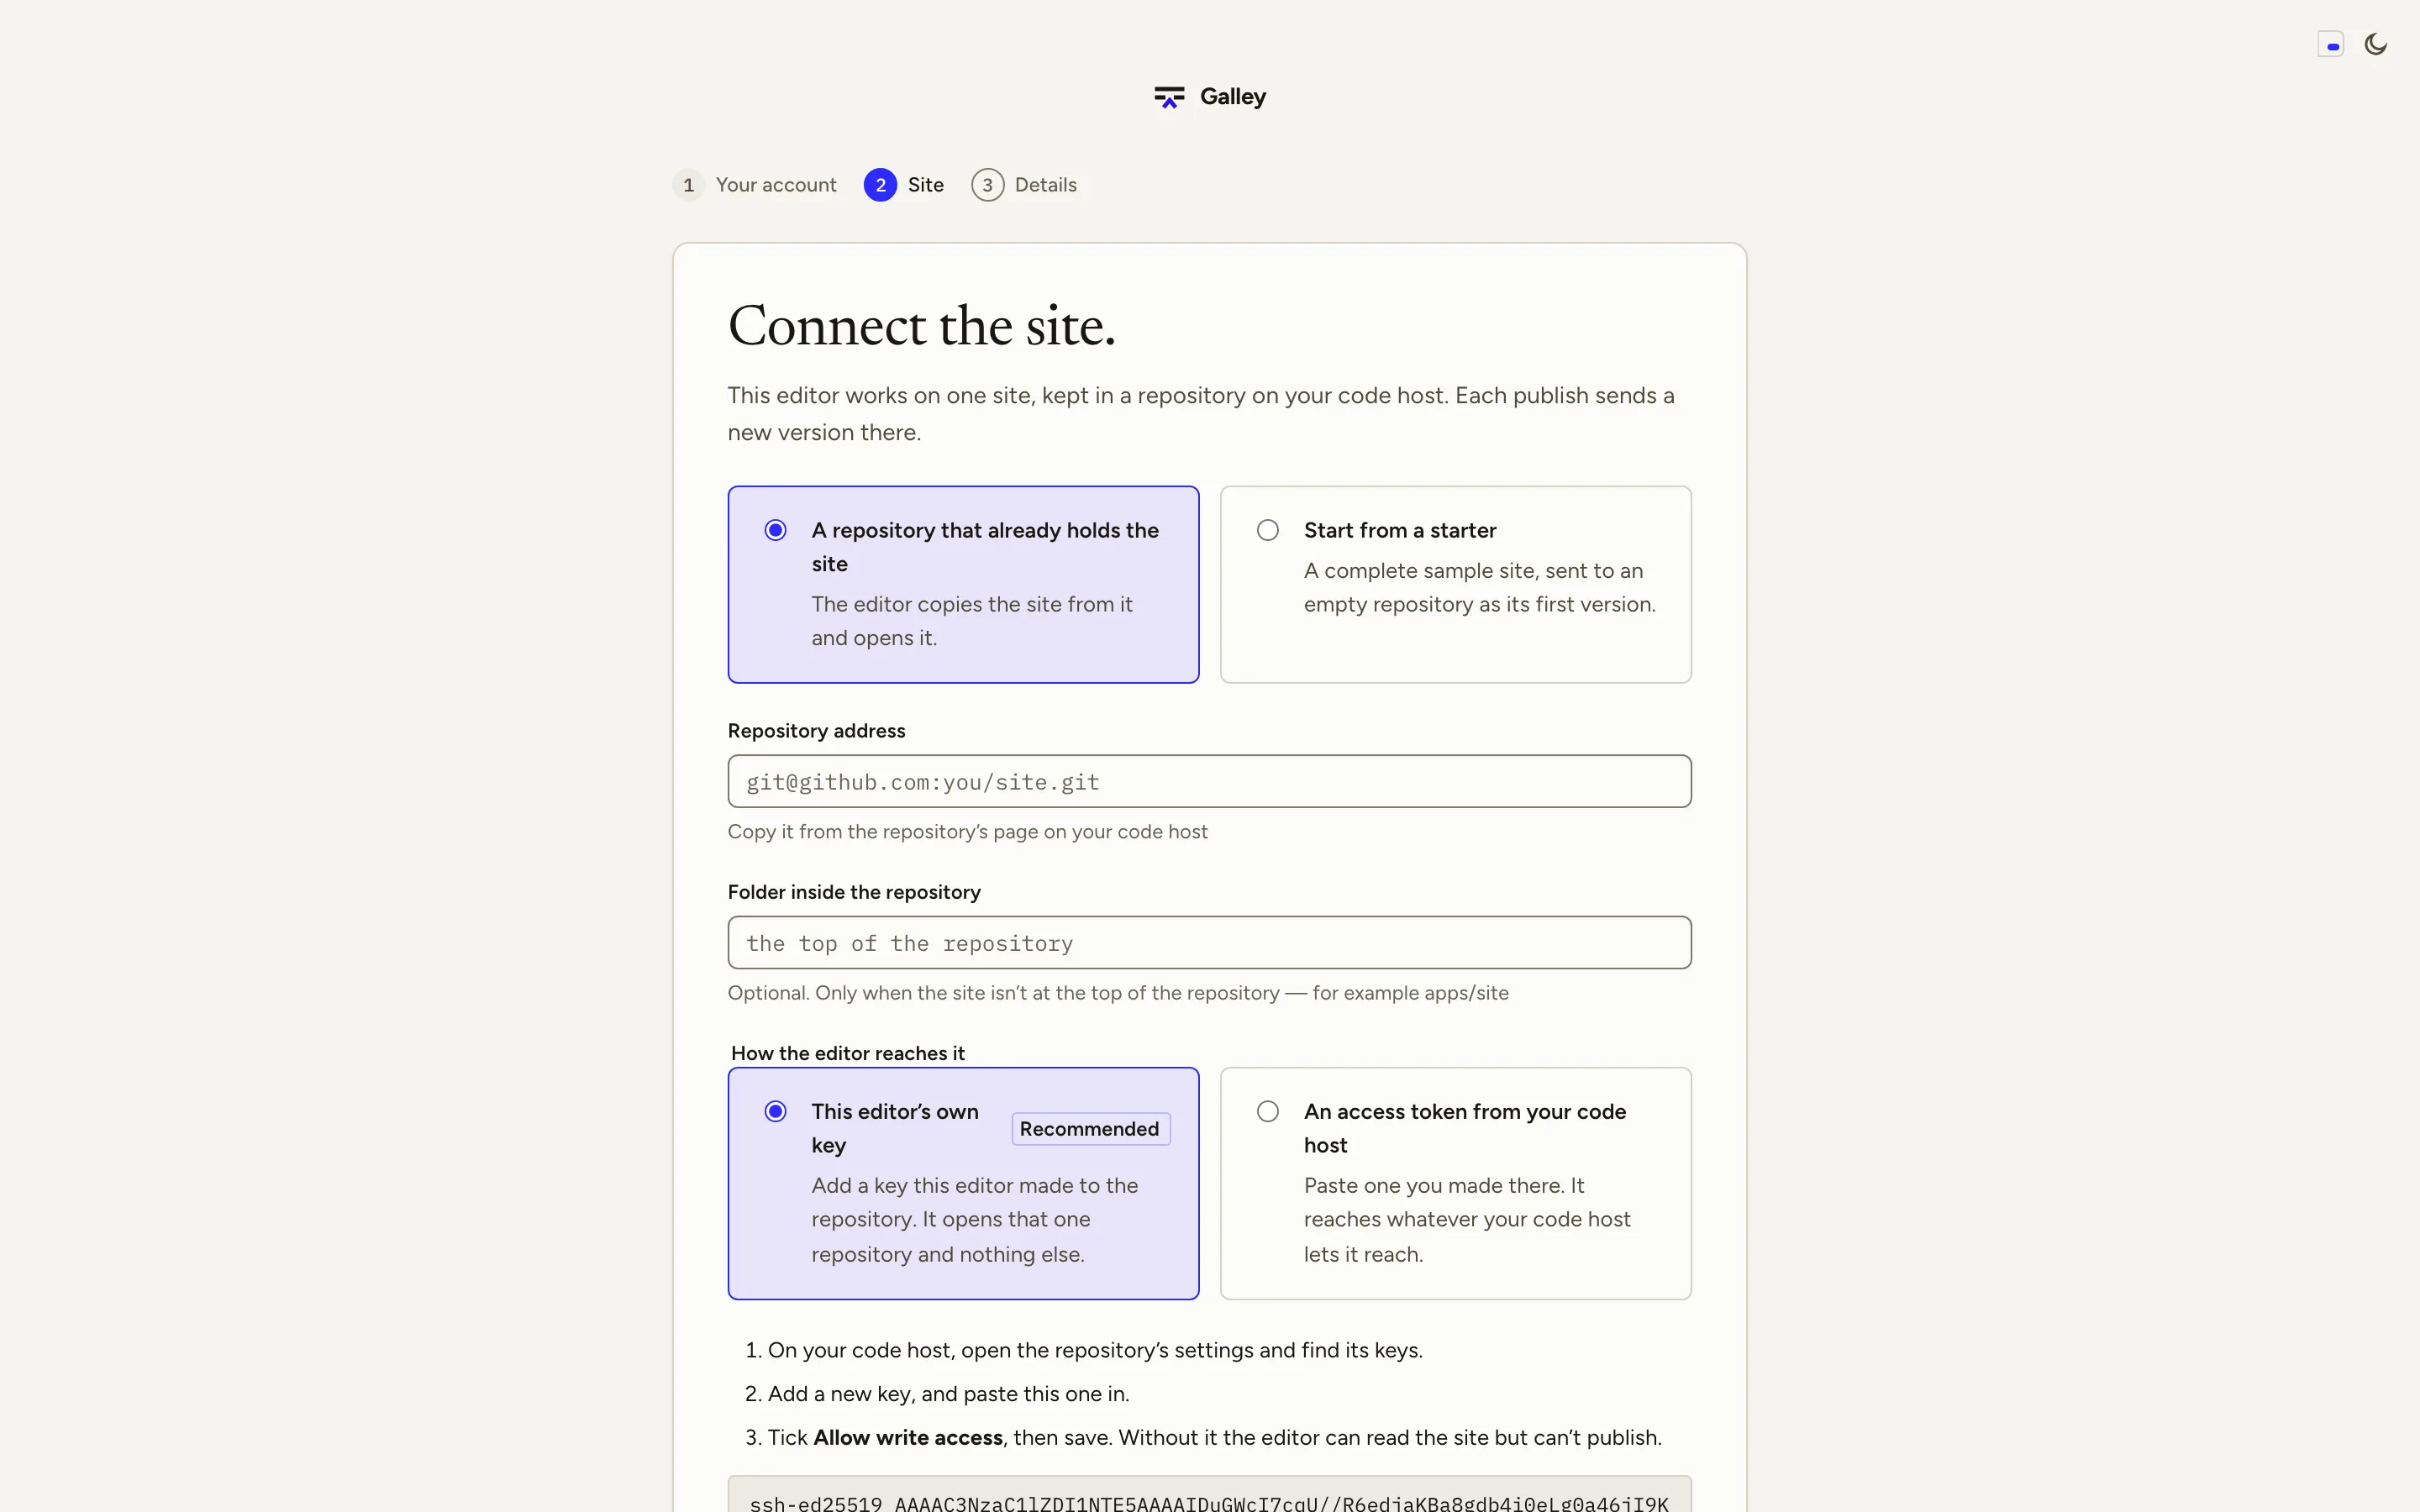 Galley
1 Your account 2 Site 3 Details
Connect the site.
This editor works on one site, kept in a repository on your code host. Each publish sends a
new version there.
A repository that already holds the
site
The editor copies the site from it
and opens it.
Start from a starter
A complete sample site, sent to an
empty repository as its first version.
Repository address
git@github.com:you/site.git
Copy it from the repository’s page on your code host
Folder inside the repository
the top of the repository
Optional. Only when the site isn’t at the top of the repository — for example apps/site
How the editor reaches it
This editor’s own
key
Recommended
Add a key this editor made to the
repository. It opens that one
repository and nothing else.
An access token from your code
host
Paste one you made there. It
reaches whatever your code host
lets it reach.
1. On your code host, open the repository’s settings and find its keys.
2. Add a new key, and paste this one in.
3. Tick Allow write access, then save. Without it the editor can read the site but can’t publish.
ssh-ed25519